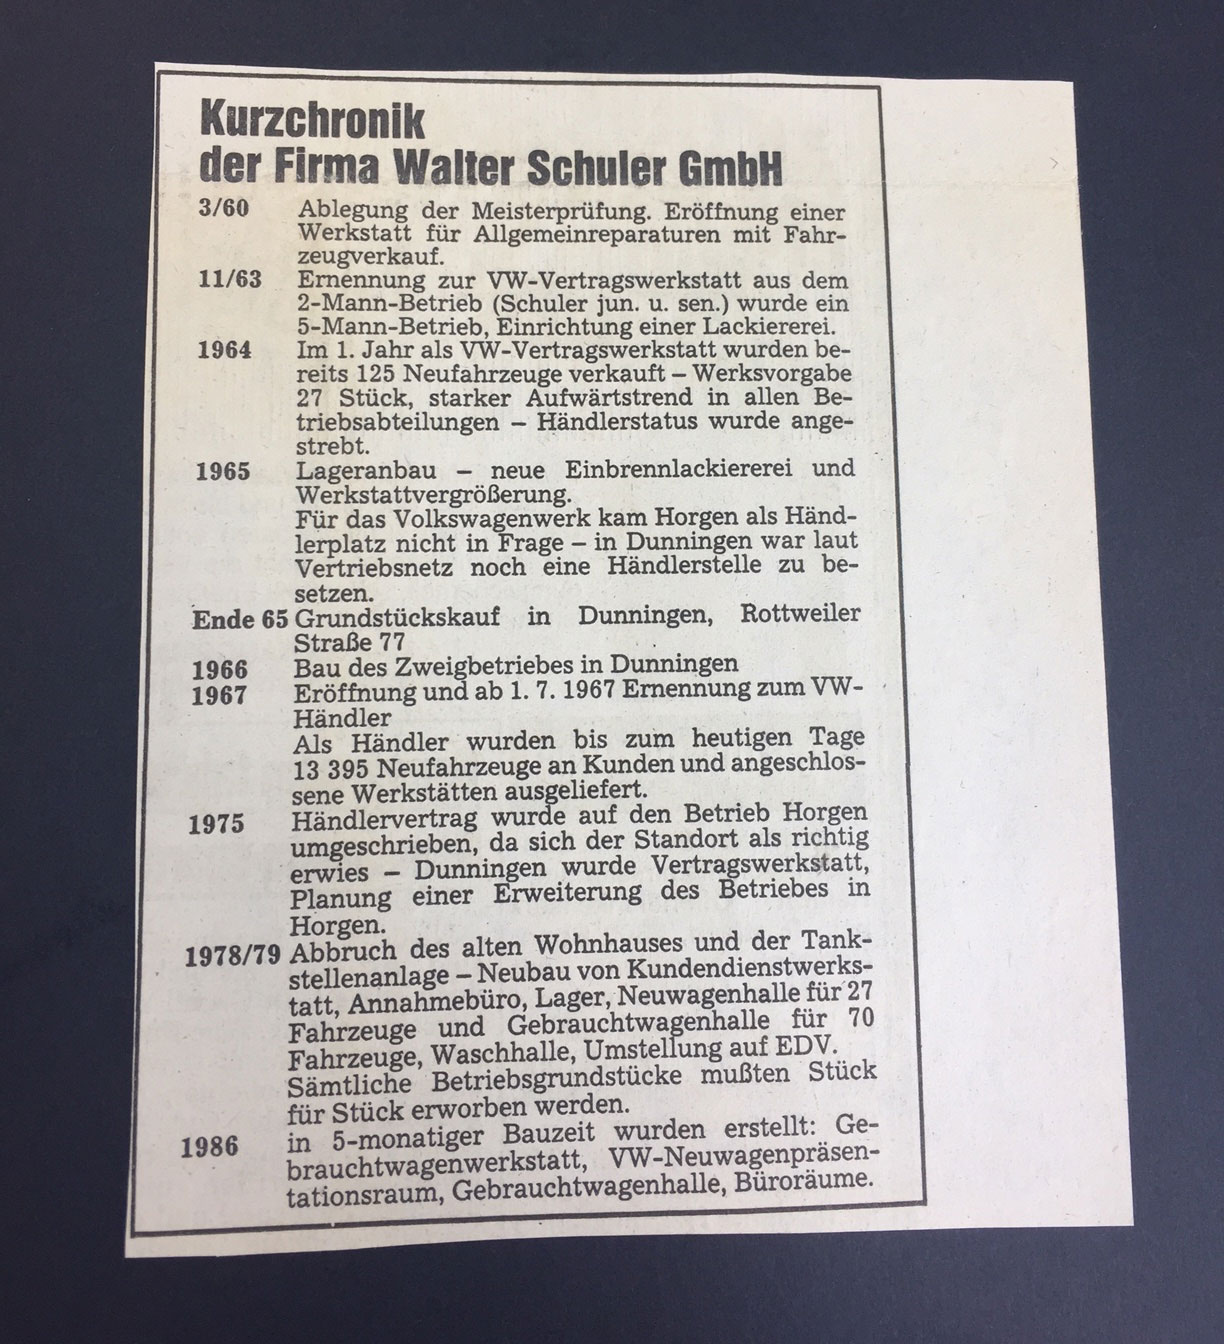 Kurzchronik
der Firma Walter Schuler GmbH
3/60 Ablegung der Meisterprüfung. Eröffnung einer
Werkstatt für Allgemeinreparaturen mit Fahr-
zeugverkauf.
11/63 Ernennung zur VW-Vertragswerkstatt aus dem
2-Mann-Betrieb (Schuler jun. u. sen.) wurde ein
5-Mann-Betrieb, Einrichtung einer Lackiererei.
1964 Im 1. Jahr als VW-Vertragswerkstatt wurden be-
reits 125 Neufahrzeuge verkauft – Werksvorgabe
27 Stück, starker Aufwärtstrend in allen Be-
triebsabteilungen – Händlerstatus wurde ange-
strebt.
1965 Lageranbau – neue Einbrennlackiererei und
Werkstattvergrößerung.
Für das Volkswagenwerk kam Horgen als Händ-
lerplatz nicht in Frage – in Dunningen war laut
Vertriebsnetz noch eine Händlerstelle zu be-
setzen.
Ende 65 Grundstückskauf in Dunningen, Rottweiler
Straße 77
1966 Bau des Zweigbetriebes in Dunningen
1967 Eröffnung und ab 1. 7. 1967 Ernennung zum VW-
Händler
Als Händler wurden bis zum heutigen Tage
13 395 Neufahrzeuge an Kunden und angeschlos-
sene Werkstätten ausgeliefert.
1975 Händlervertrag wurde auf den Betrieb Horgen
umgeschrieben, da sich der Standort als richtig
erwies – Dunningen wurde Vertragswerkstatt,
Planung einer Erweiterung des Betriebes in
Horgen.
1978/79 Abbruch des alten Wohnhauses und der Tank-
stellenanlage – Neubau von Kundendienstwerks-
tatt, Annahmebüro, Lager, Neuwagenhalle für 27
Fahrzeuge und Gebrauchtwagenhalle für 70
Fahrzeuge, Waschhalle, Umstellung auf EDV.
Sämtliche Betriebsgrundstücke mußten Stück
für Stück erworben werden.
1986 in 5-monatiger Bauzeit wurden erstellt: Ge-
brauchtwagenwerkstatt, VW-Neuwagenpräsen-
tationsraum, Gebrauchtwagenhalle, Büroräume.